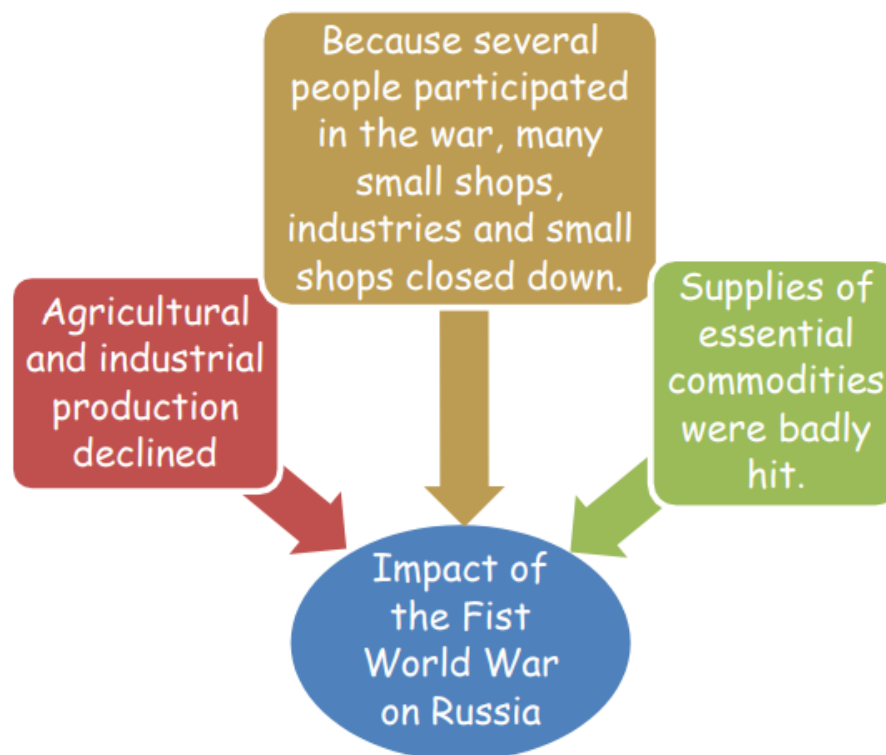 Because several
people participated
in the war, many
small shops,
industries and small
shops closed down.
Agricultural
and industrial
production
declined
Supplies of
essential
commodities
were badly
hit.
Impact of
the Fist
World War
on Russia